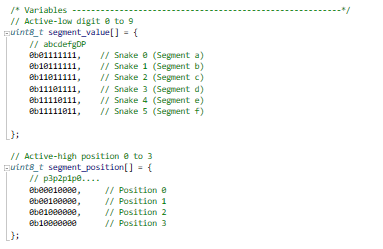 /* Variables ---------------------------------------------------------*/
// Active-low digit 0 to 9
uint8_t segment_value[] = {
// abcdefgDP
0b01111111, // Snake 0 (Segment a)
0b10111111, // Snake 1 (Segment b)
0b11011111, // Snake 2 (Segment c)
0b11101111, // Snake 3 (Segment d)
0b11110111, // Snake 4 (Segment e)
0b11111011, // Snake 5 (Segment f)
};
// Active-high position 0 to 3
uint8_t segment_position[] = {
// p3p2p1p0....
0b00010000, // Position 0
0b00100000, // Position 1
0b01000000, // Position 2
0b10000000 // Position 3
};